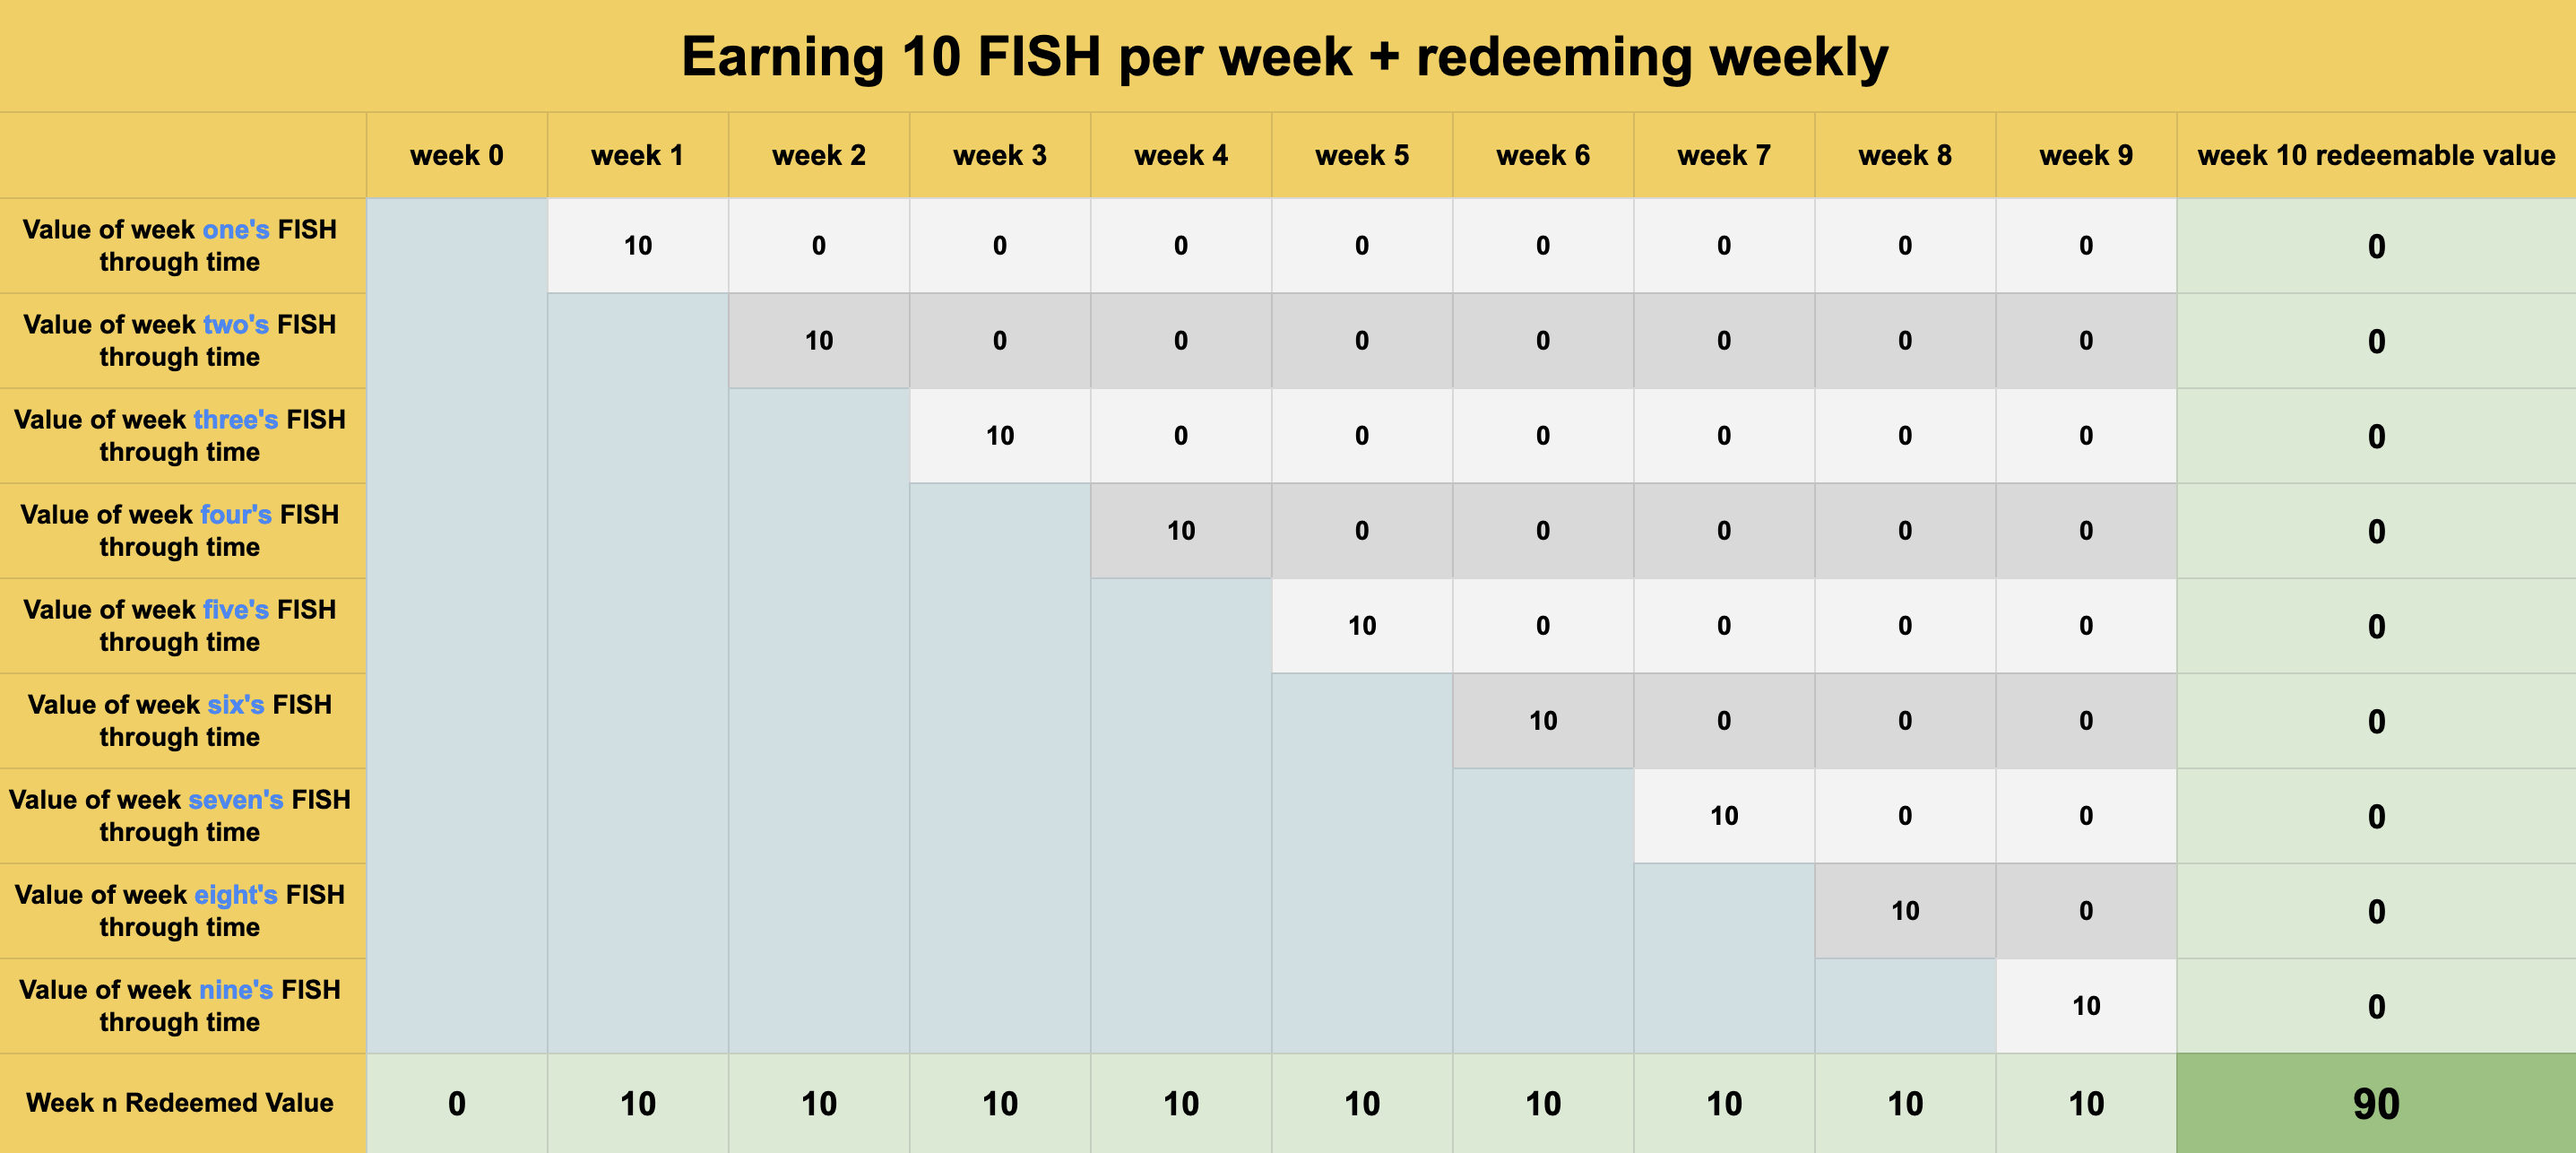 Earning 10 FISH per week + redeeming weekly
week 0 week 1 week 2 week 3 week 4 week 5 week 6 week 7 week 8 week 9 week 10 redeemable value
Value of week one's FISH
through time
10 0 0 0 0 0 0 0 0 0
Value of week two's FISH
through time
10 0 0 0 0 0 0 0 0
Value of week three's FISH
through time
10 0 0 0 0 0 0 0
Value of week four's FISH
through time
10 0 0 0 0 0 0
Value of week five's FISH
through time
10 0 0 0 0 0
Value of week six's FISH
through time
10 0 0 0 0
Value of week seven's FISH
through time
10 0 0 0
Value of week eight's FISH
through time
10 0 0
Value of week nine's FISH
through time
10 0
Week n Redeemed Value 0 10 10 10 10 10 10 10 10 10 90